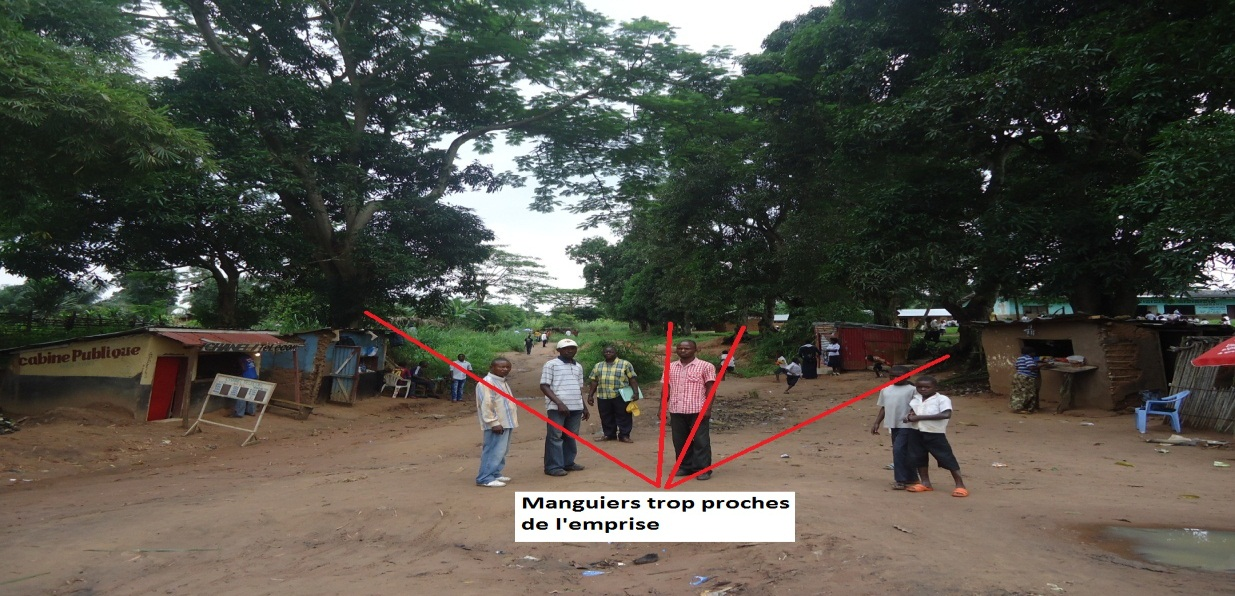 cabine Publique
Manguiers trop proches
de l'emprise